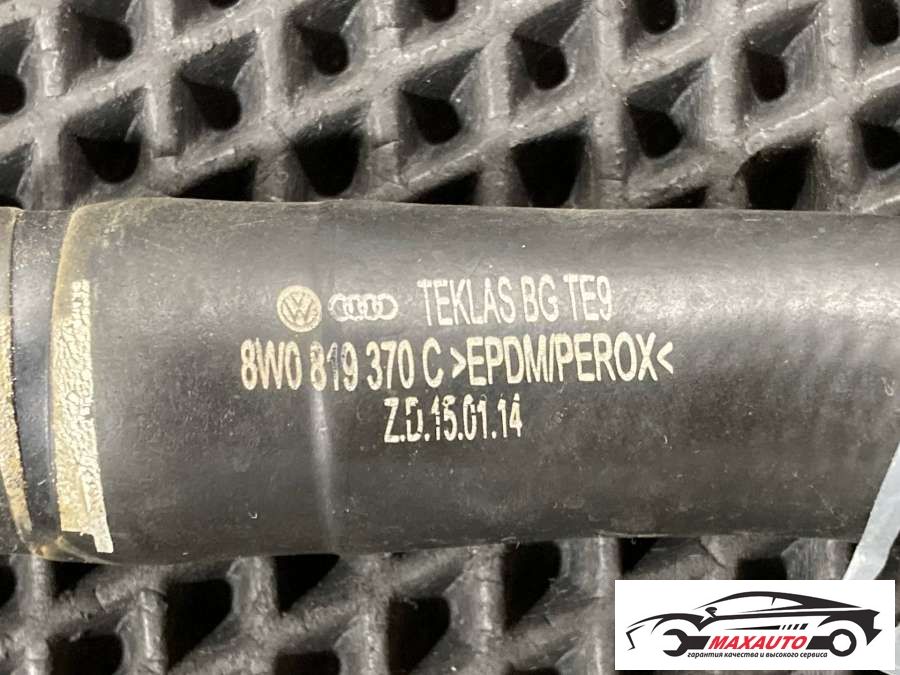 TEKLAS BG TE9
8W0 819 370 C >EPDM/PEROX<
Z.D.15.01.14
MAXAUTO
гарантия качества и высокого сервиса